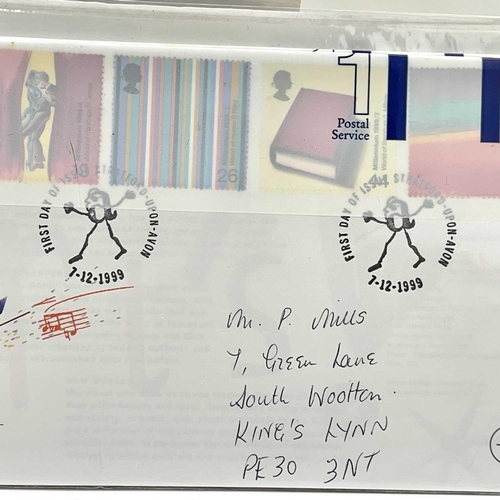 1
Postal
Service
26
44
FIRST DAY OF ISSUE STRATFORD-UPON-AVON
7-12-1999
FIRST DAY OF ISSUE STRATFORD-UPON-AVON
7-12-1999
Mr. P. Mills
7, Green Lane
South Wootton.
KING'S LYNN
PE30 3NT